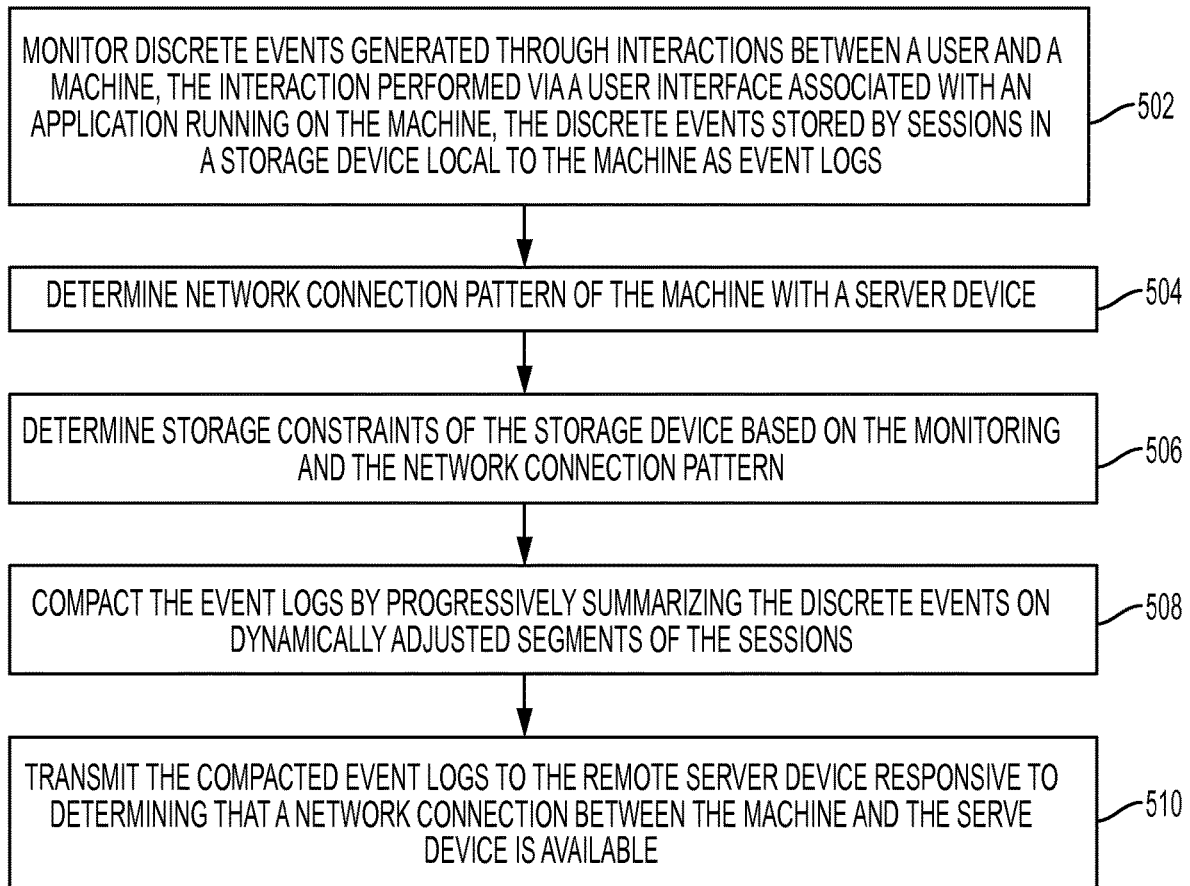 MONITOR DISCRETE EVENTS GENERATED THROUGH INTERACTIONS BETWEEN A USER AND A
MACHINE, THE INTERACTION PERFORMED VIA A USER INTERFACE ASSOCIATED WITH AN
APPLICATION RUNNING ON THE MACHINE, THE DISCRETE EVENTS STORED BY SESSIONS IN
A STORAGE DEVICE LOCAL TO THE MACHINE AS EVENT LOGS
502
DETERMINE NETWORK CONNECTION PATTERN OF THE MACHINE WITH A SERVER DEVICE
504
DETERMINE STORAGE CONSTRAINTS OF THE STORAGE DEVICE BASED ON THE MONITORING
AND THE NETWORK CONNECTION PATTERN
506
COMPACT THE EVENT LOGS BY PROGRESSIVELY SUMMARIZING THE DISCRETE EVENTS ON
DYNAMICALLY ADJUSTED SEGMENTS OF THE SESSIONS
508
TRANSMIT THE COMPACTED EVENT LOGS TO THE REMOTE SERVER DEVICE RESPONSIVE TO
DETERMINING THAT A NETWORK CONNECTION BETWEEN THE MACHINE AND THE SERVE
DEVICE IS AVAILABLE
510